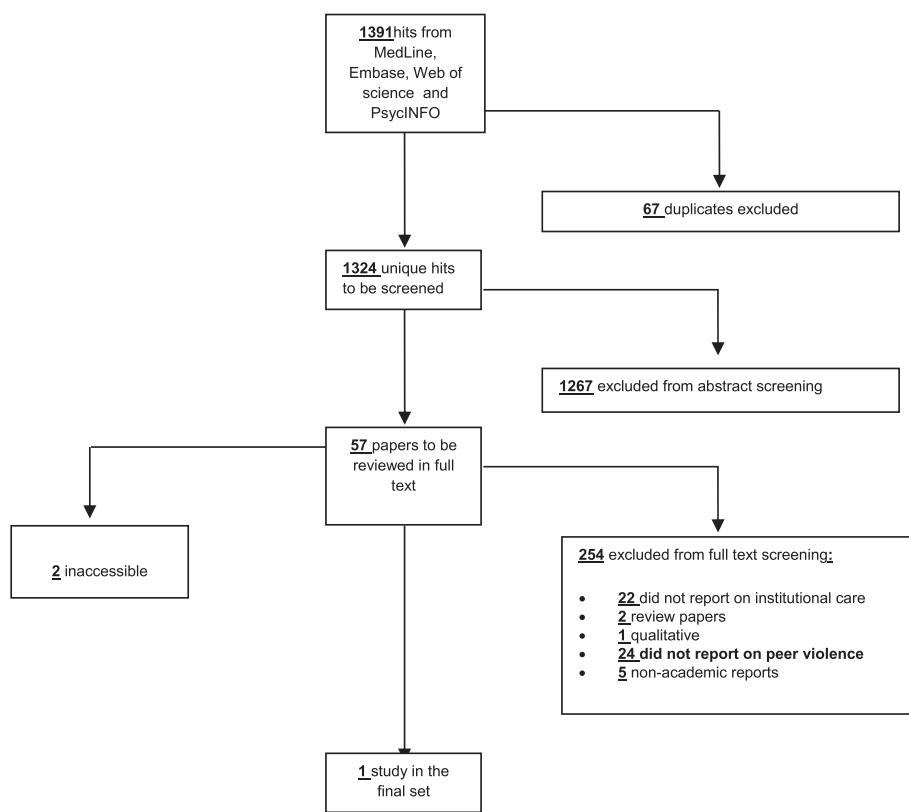 1391hits from
MedLine,
Embase, Web of
science and
PsycINFO
67 duplicates excluded
1324 unique hits
to be screened
1267 excluded from abstract screening
57 papers to be
reviewed in full
text
2 inaccessible
254 excluded from full text screening:
• 22 did not report on institutional care
• 2 review papers
• 1 qualitative
• 24 did not report on peer violence
• 5 non-academic reports
1 study in the
final set